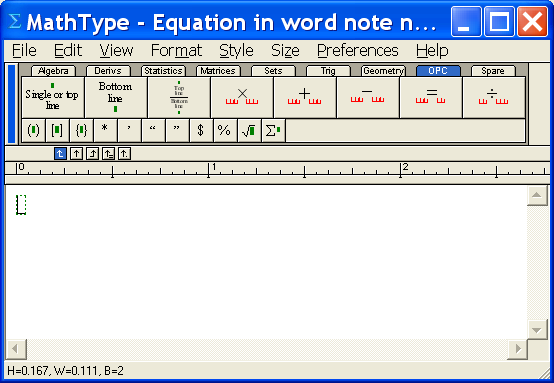 Σ MathType - Equation in word note n...
File Edit View Format Style Size Preferences Help
Algebra Derivs Statistics Matrices Sets Trig Geometry OPC Spare
Single or top
line
Bottom
line
Top
line
Bottom
line
× + - = ÷
(▪) [▪] {▪} * ’ “ ” $ % √▪ Σ▪
0 1 2
H=0.167, W=0.111, B=2